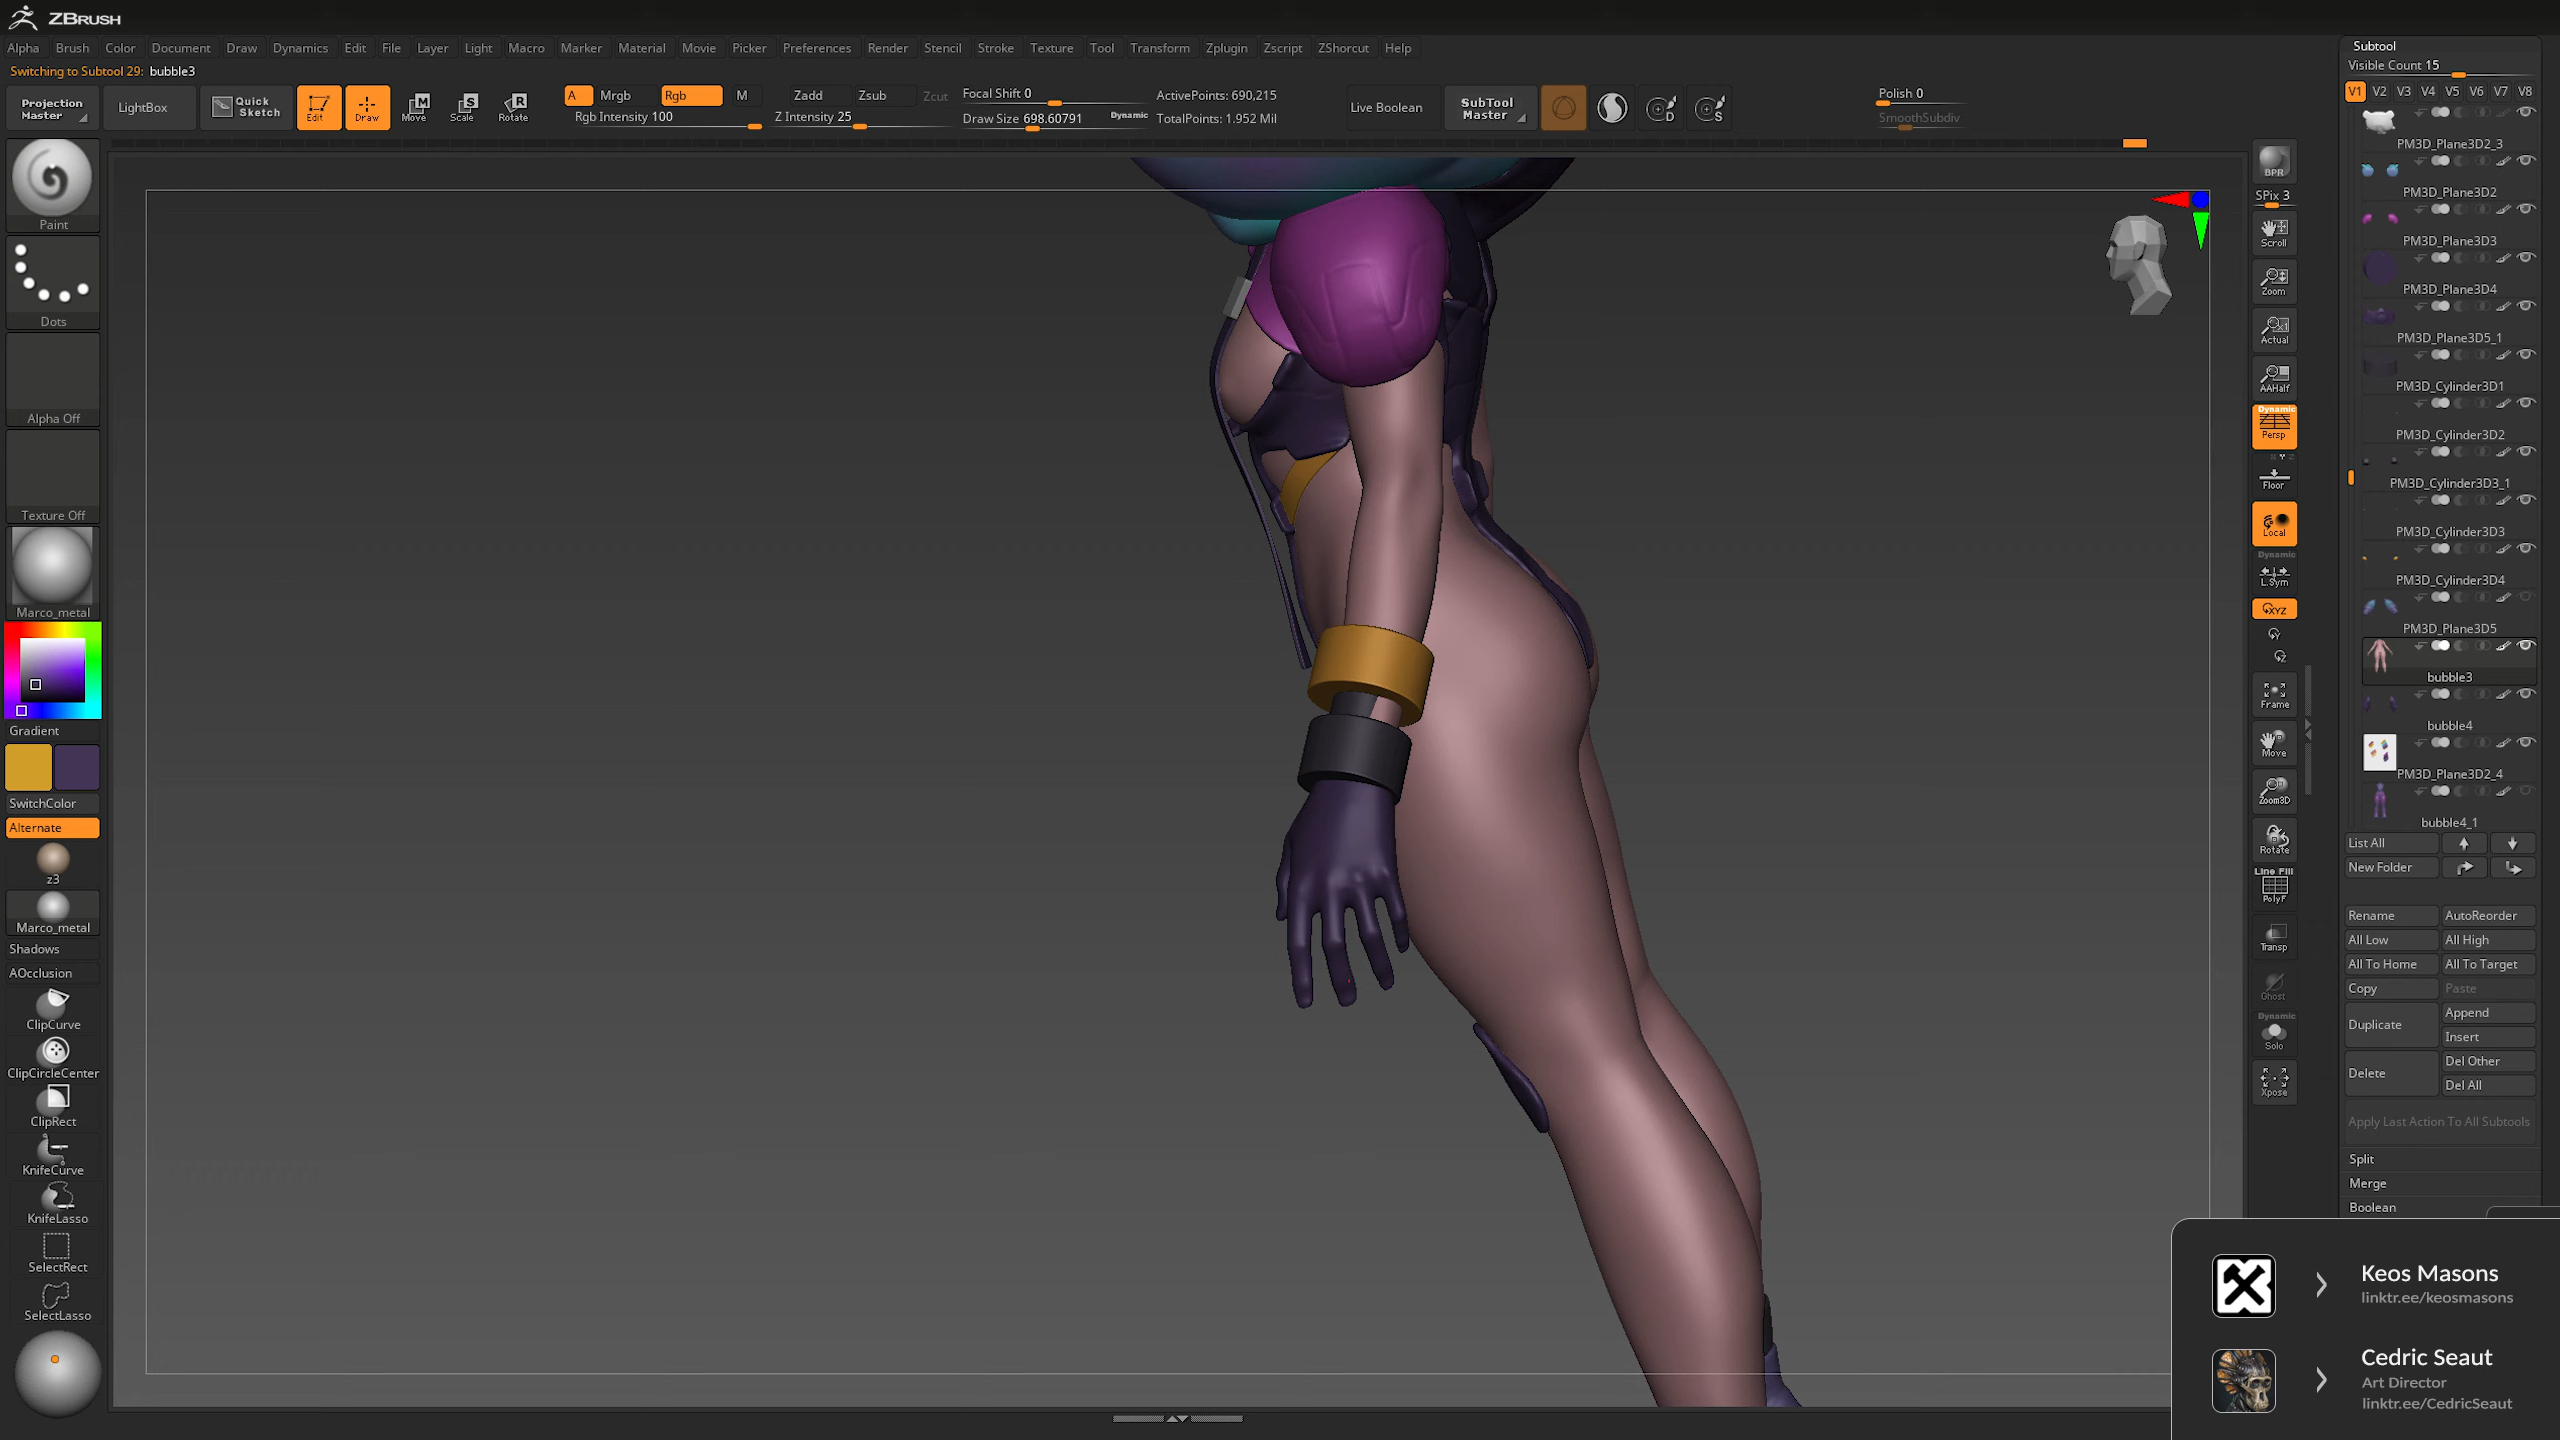 ZBRUSH
Alpha Brush Color Document Draw Dynamics Edit File Layer Light Macro Marker Material Movie Picker Preferences Render Stencil Stroke Texture Tool Transform Zplugin Zscript ZShorcut Help
Switching to Subtool 29: bubble3
Projection Master
LightBox
Quick Sketch
Edit
Draw
Move
Scale
Rotate
A Mrgb Rgb M
Rgb Intensity 100
Zadd Zsub Zcut
Z Intensity 25
Focal Shift 0
Draw Size 698.60791
Dynamic
ActivePoints: 690,215
TotalPoints: 1.952 Mil
Live Boolean
SubTool Master
Polish 0
SmoothSubdiv
Paint
Dots
Alpha Off
Texture Off
Marco_metal
Gradient
SwitchColor
Alternate
z3
Marco_metal
Shadows
AOcclusion
ClipCurve
ClipCircleCenter
ClipRect
KnifeCurve
KnifeLasso
SelectRect
SelectLasso
BPR
SPix 3
Scroll
Zoom
Actual
AAHalf
Dynamic
Persp
Floor
Local
Dynamic
L.Sym
XYZ
Frame
Move
Zoom3D
Rotate
Line Fill
PolyF
Transp
Ghost
Dynamic
Solo
Xpose
Subtool
Visible Count 15
V1 V2 V3 V4 V5 V6 V7 V8
PM3D_Plane3D2_3
PM3D_Plane3D2
PM3D_Plane3D3
PM3D_Plane3D4
PM3D_Plane3D5_1
PM3D_Cylinder3D1
PM3D_Cylinder3D2
PM3D_Cylinder3D3_1
PM3D_Cylinder3D3
PM3D_Cylinder3D4
PM3D_Plane3D5
bubble3
bubble4
PM3D_Plane3D2_4
bubble4_1
List All
New Folder
Rename AutoReorder
All Low All High
All To Home All To Target
Copy Paste
Duplicate Append
Insert
Delete Del Other
Del All
Apply Last Action To All Subtools
Split
Merge
Boolean
Keos Masons
linktr.ee/keosmasons
Cedric Seaut
Art Director
linktr.ee/CedricSeaut